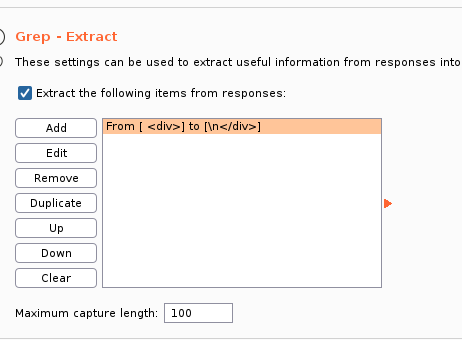 Grep - Extract
These settings can be used to extract useful information from responses into
Extract the following items from responses:
Add
From [ <div>] to [\n</div>]
Edit
Remove
Duplicate
Up
Down
Clear
Maximum capture length: 100